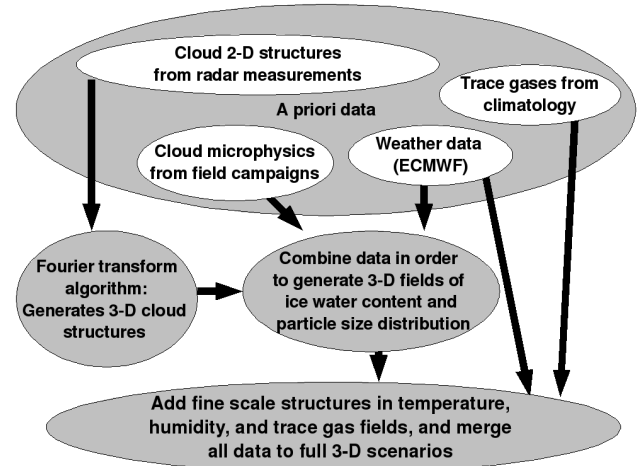 Cloud 2-D structures
from radar measurements
Trace gases from
climatology
A priori data
Cloud microphysics
from field campaigns
Weather data
(ECMWF)
Fourier transform
algorithm:
Generates 3-D cloud
structures
Combine data in order
to generate 3-D fields of
ice water content and
particle size distribution
Add fine scale structures in temperature,
humidity, and trace gas fields, and merge
all data to full 3-D scenarios